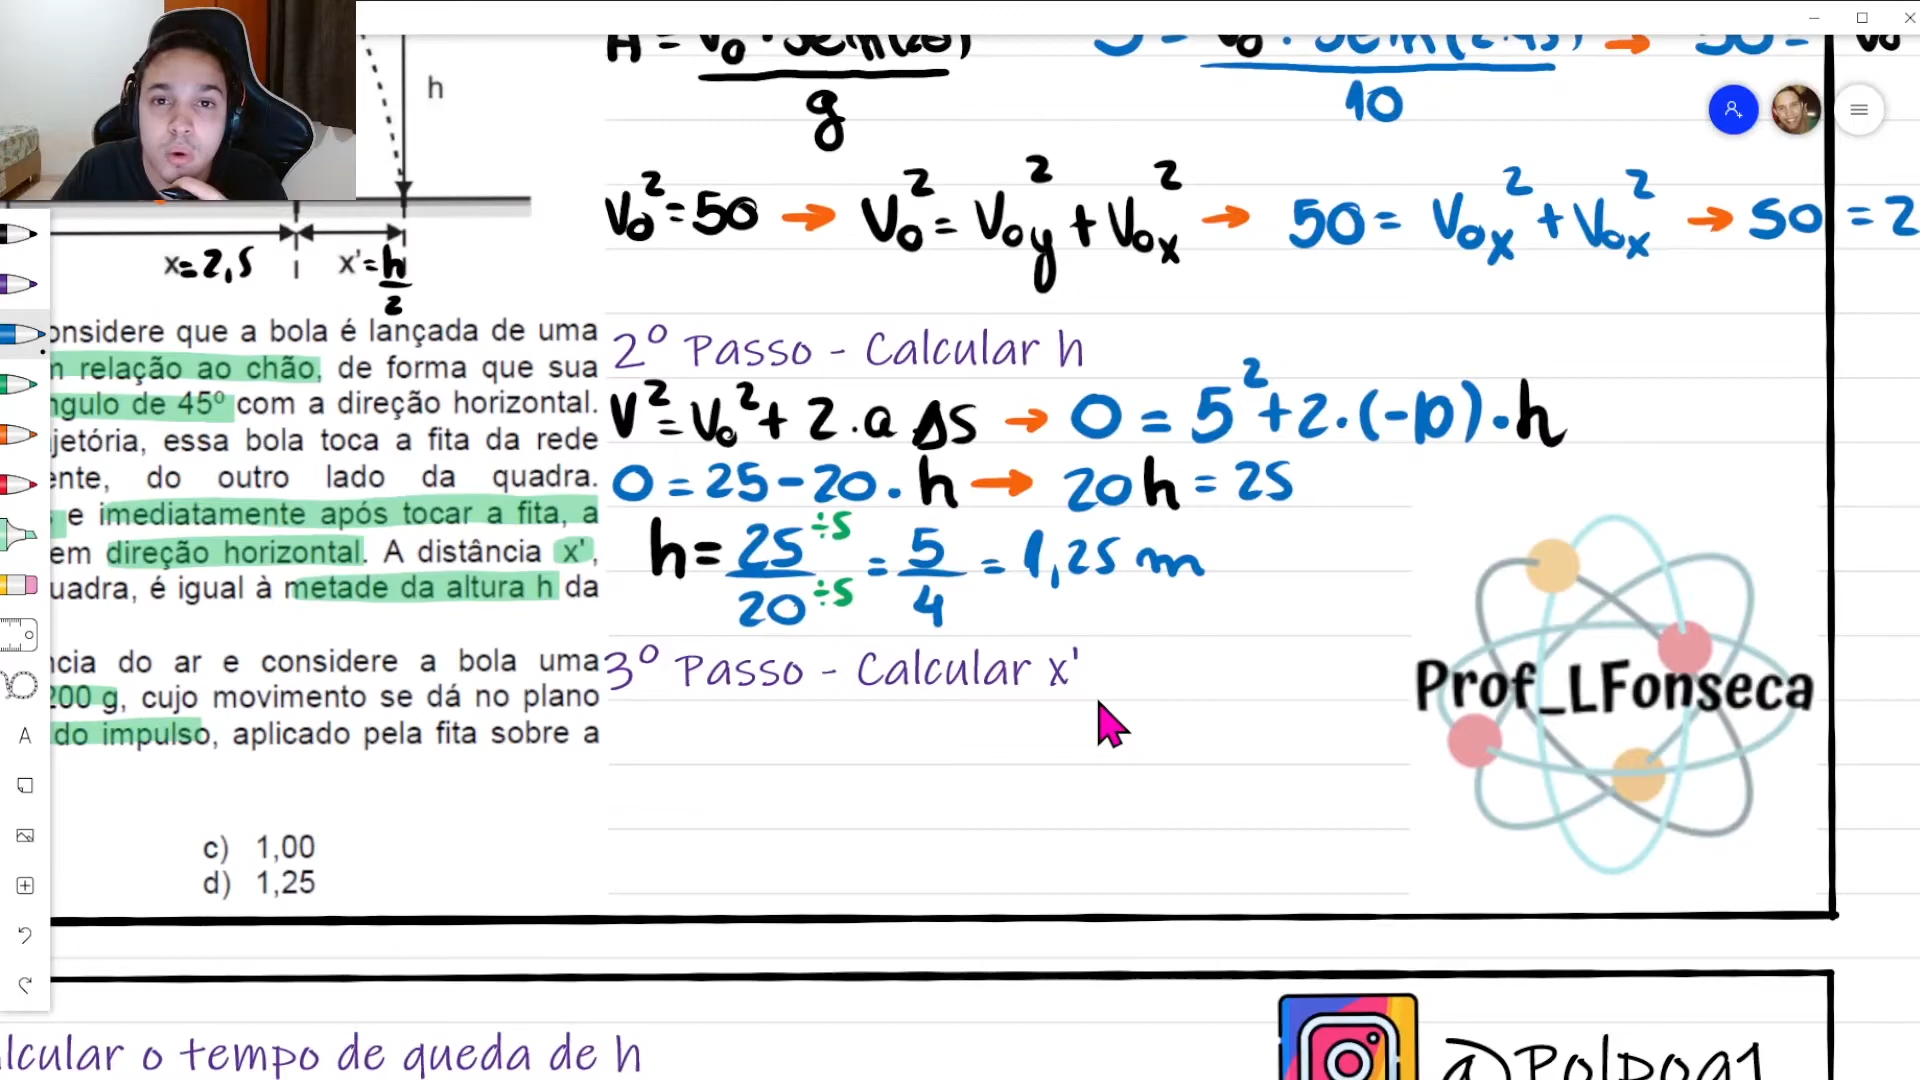 h
x=2,5
x'=h/2
onsidere que a bola é lançada de uma
m relação ao chão, de forma que sua
ngulo de 45º com a direção horizontal.
jetória, essa bola toca a fita da rede
ente, do outro lado da quadra.
e imediatamente após tocar a fita, a
em direção horizontal. A distância x',
uadra, é igual à metade da altura h da
ncia do ar e considere a bola uma
200 g, cujo movimento se dá no plano
do impulso, aplicado pela fita sobre a
c) 1,00
d) 1,25
g
10
V₀²=50 → V₀² = V₀y² + V₀x² → 50 = V₀x² + V₀x² → 50 = 2
2º Passo - Calcular h
V² = V₀² + 2 . a ΔS → 0 = 5² + 2 . (-10) . h
0 = 25 - 20 . h → 20h = 25
h = 25÷5/20÷5 = 5/4 = 1,25 m
3º Passo - Calcular x'
Prof_LFonseca
lcular o tempo de queda de h